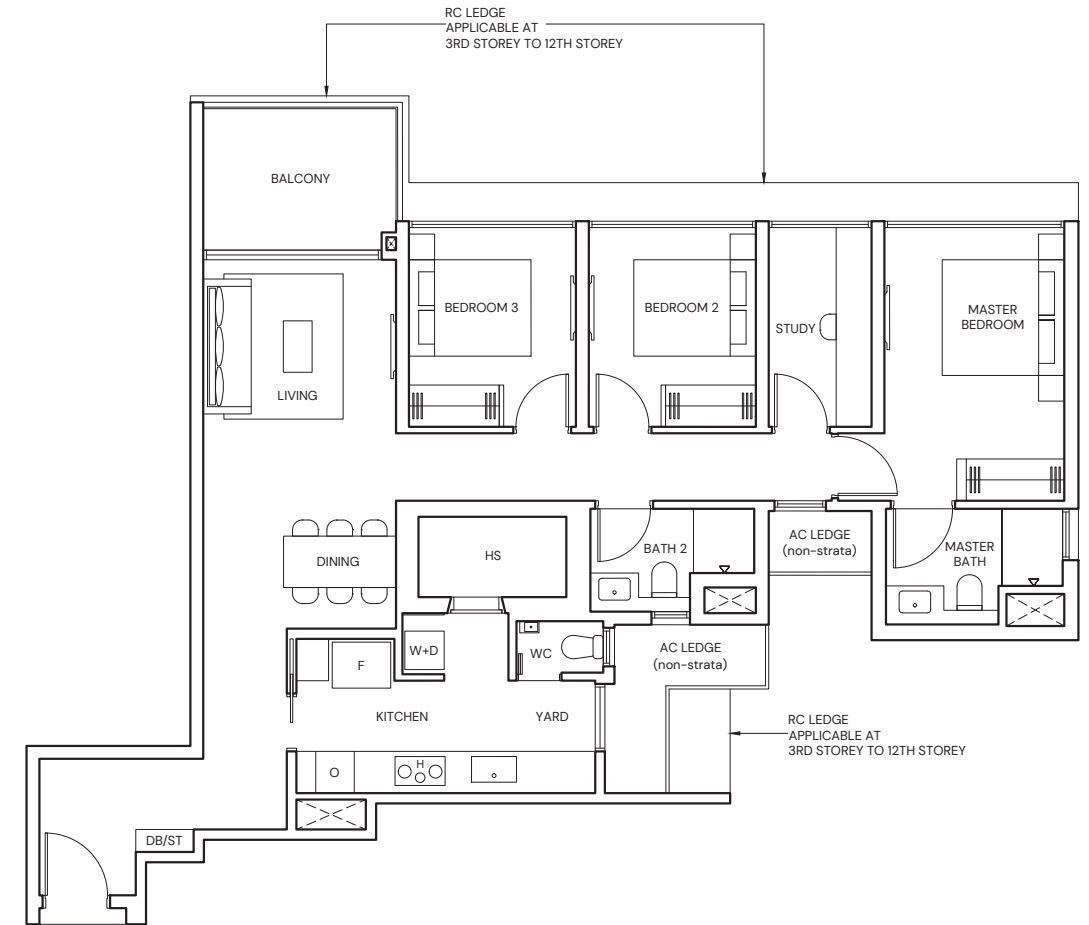 RC LEDGE
APPLICABLE AT
3RD STOREY TO 12TH STOREY
BALCONY
BEDROOM 3
BEDROOM 2
STUDY
MASTER
BEDROOM
LIVING
DINING
HS
BATH 2
AC LEDGE
(non-strata)
MASTER
BATH
W+D
WC
AC LEDGE
(non-strata)
F
KITCHEN
YARD
RC LEDGE
APPLICABLE AT
3RD STOREY TO 12TH STOREY
O
H
DB/ST